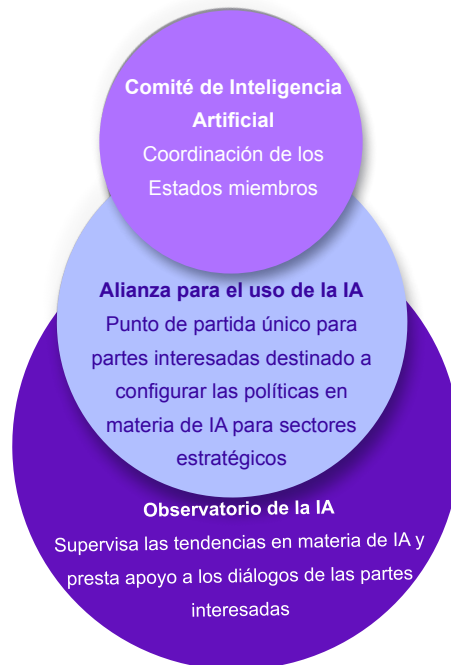 Comité de Inteligencia
Artificial
Coordinación de los
Estados miembros
Alianza para el uso de la IA
Punto de partida único para
partes interesadas destinado a
configurar las políticas en
materia de IA para sectores
estratégicos
Observatorio de la IA
Supervisa las tendencias en materia de IA y
presta apoyo a los diálogos de las partes
interesadas